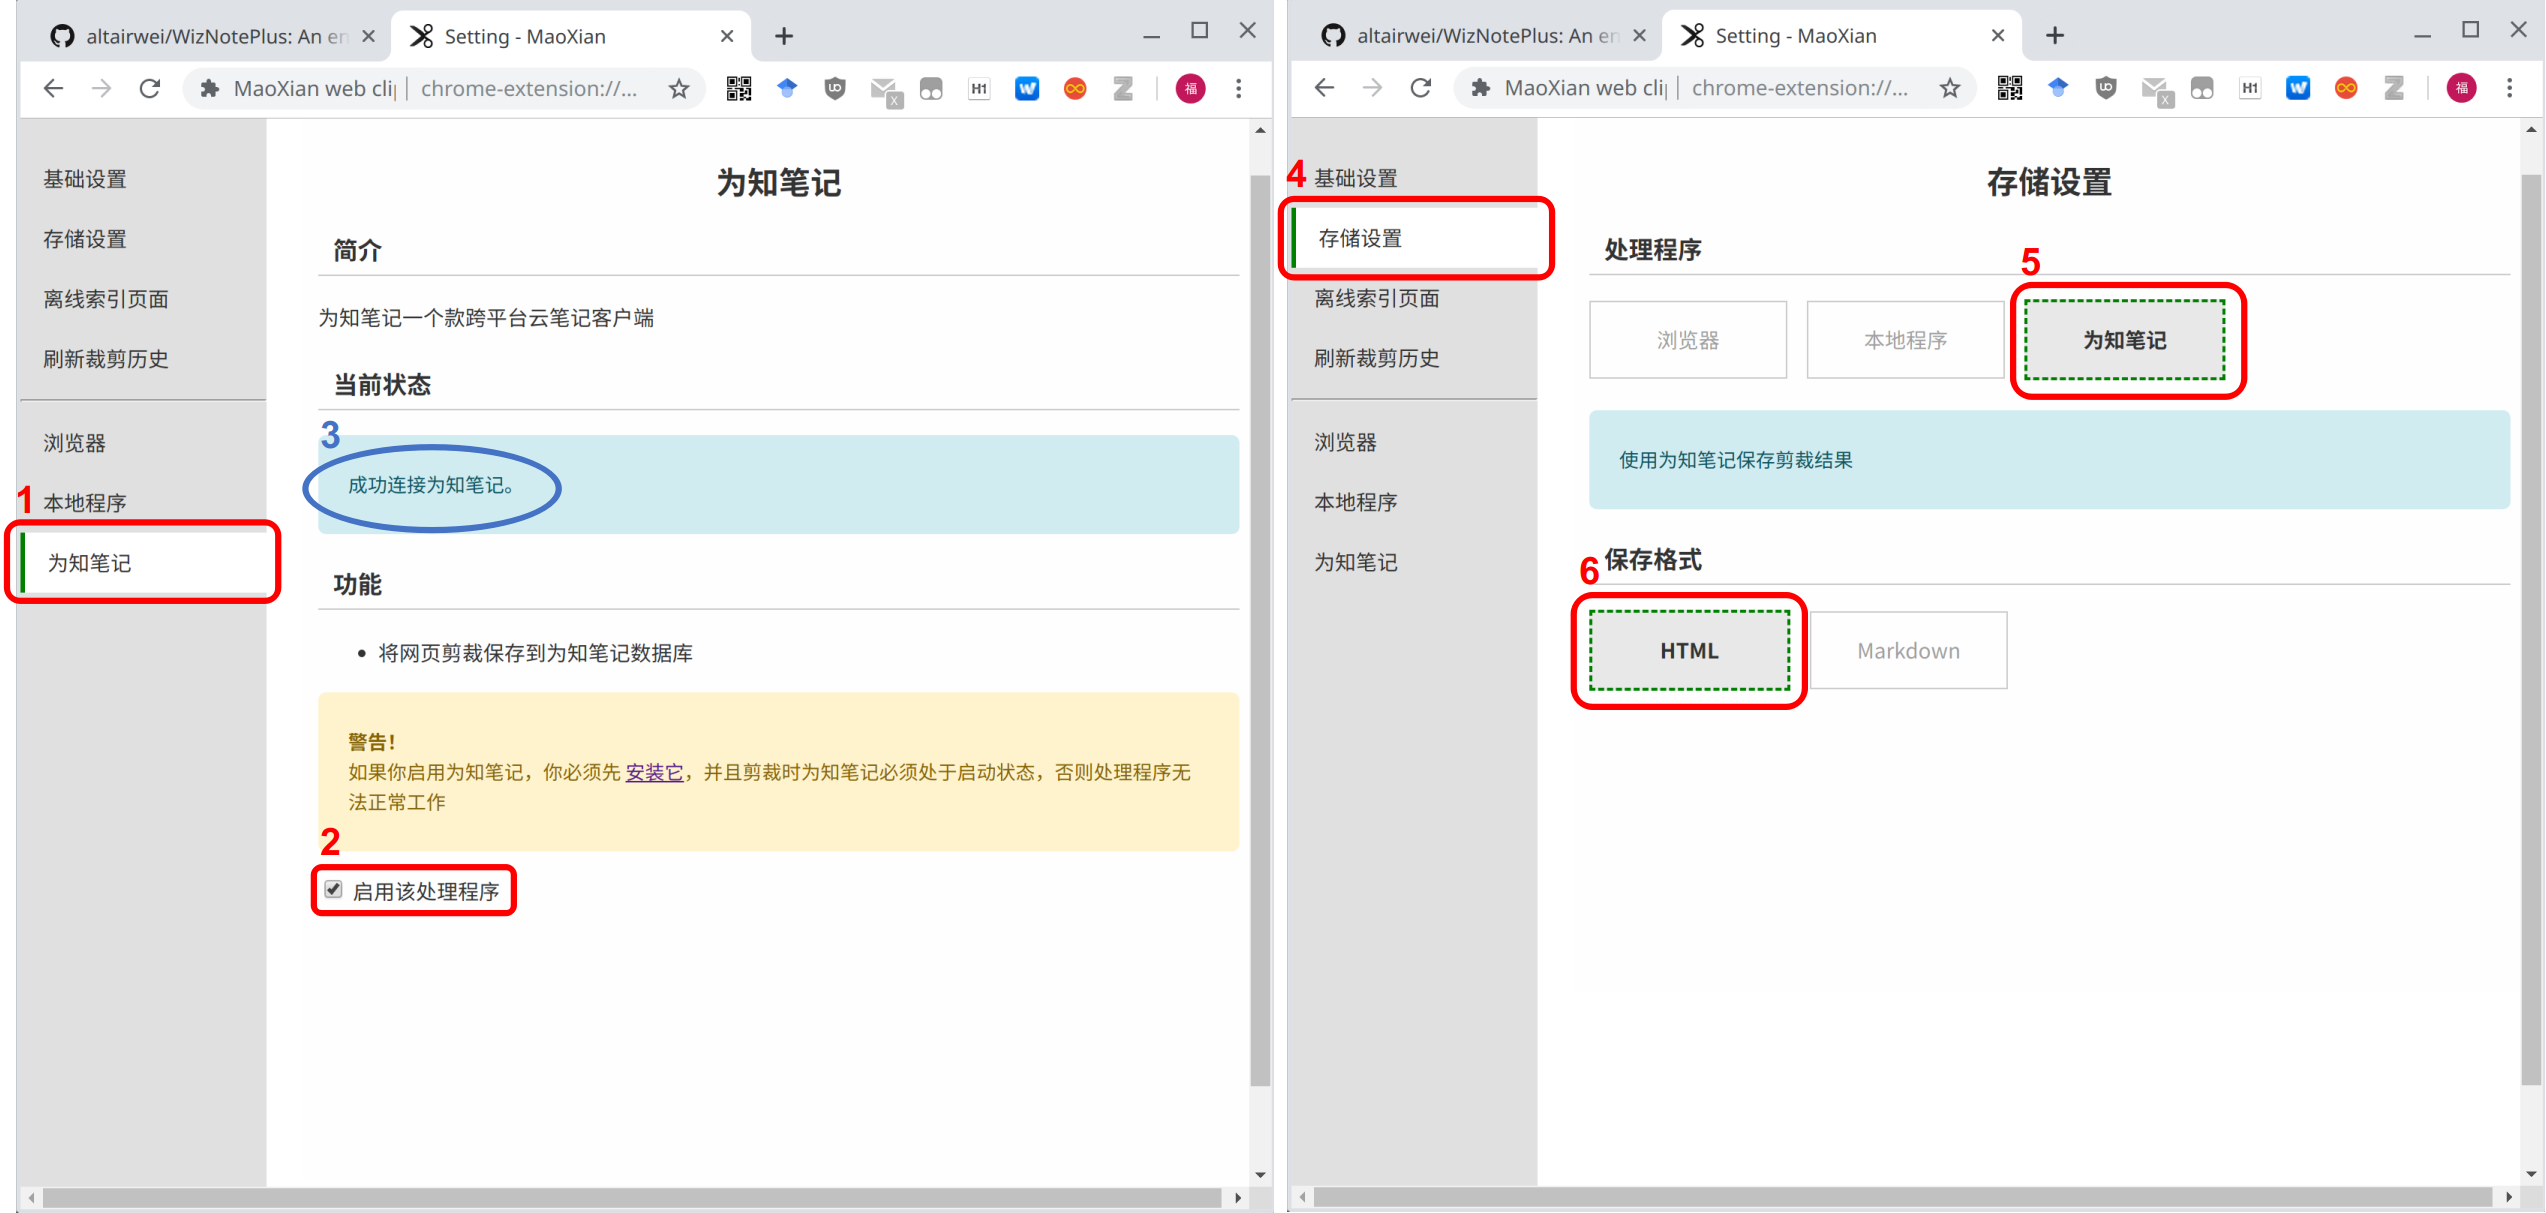 altairwei/WizNotePlus: An en
Setting - MaoXian
MaoXian web cli
chrome-extension://...
H1
福
基础设置
存储设置
离线索引页面
刷新裁剪历史
浏览器
1
本地程序
为知笔记
为知笔记
简介
为知笔记一个款跨平台云笔记客户端
当前状态
3
成功连接为知笔记。
功能
将网页剪裁保存到为知笔记数据库
警告！
如果你启用为知笔记，你必须先 安装它，并且剪裁时为知笔记必须处于启动状态，否则处理程序无
法正常工作
2
启用该处理程序
altairwei/WizNotePlus: An en
Setting - MaoXian
MaoXian web cli
chrome-extension://...
H1
福
4
基础设置
存储设置
离线索引页面
刷新裁剪历史
浏览器
本地程序
为知笔记
存储设置
处理程序
5
浏览器
本地程序
为知笔记
使用为知笔记保存剪裁结果
6
保存格式
HTML
Markdown